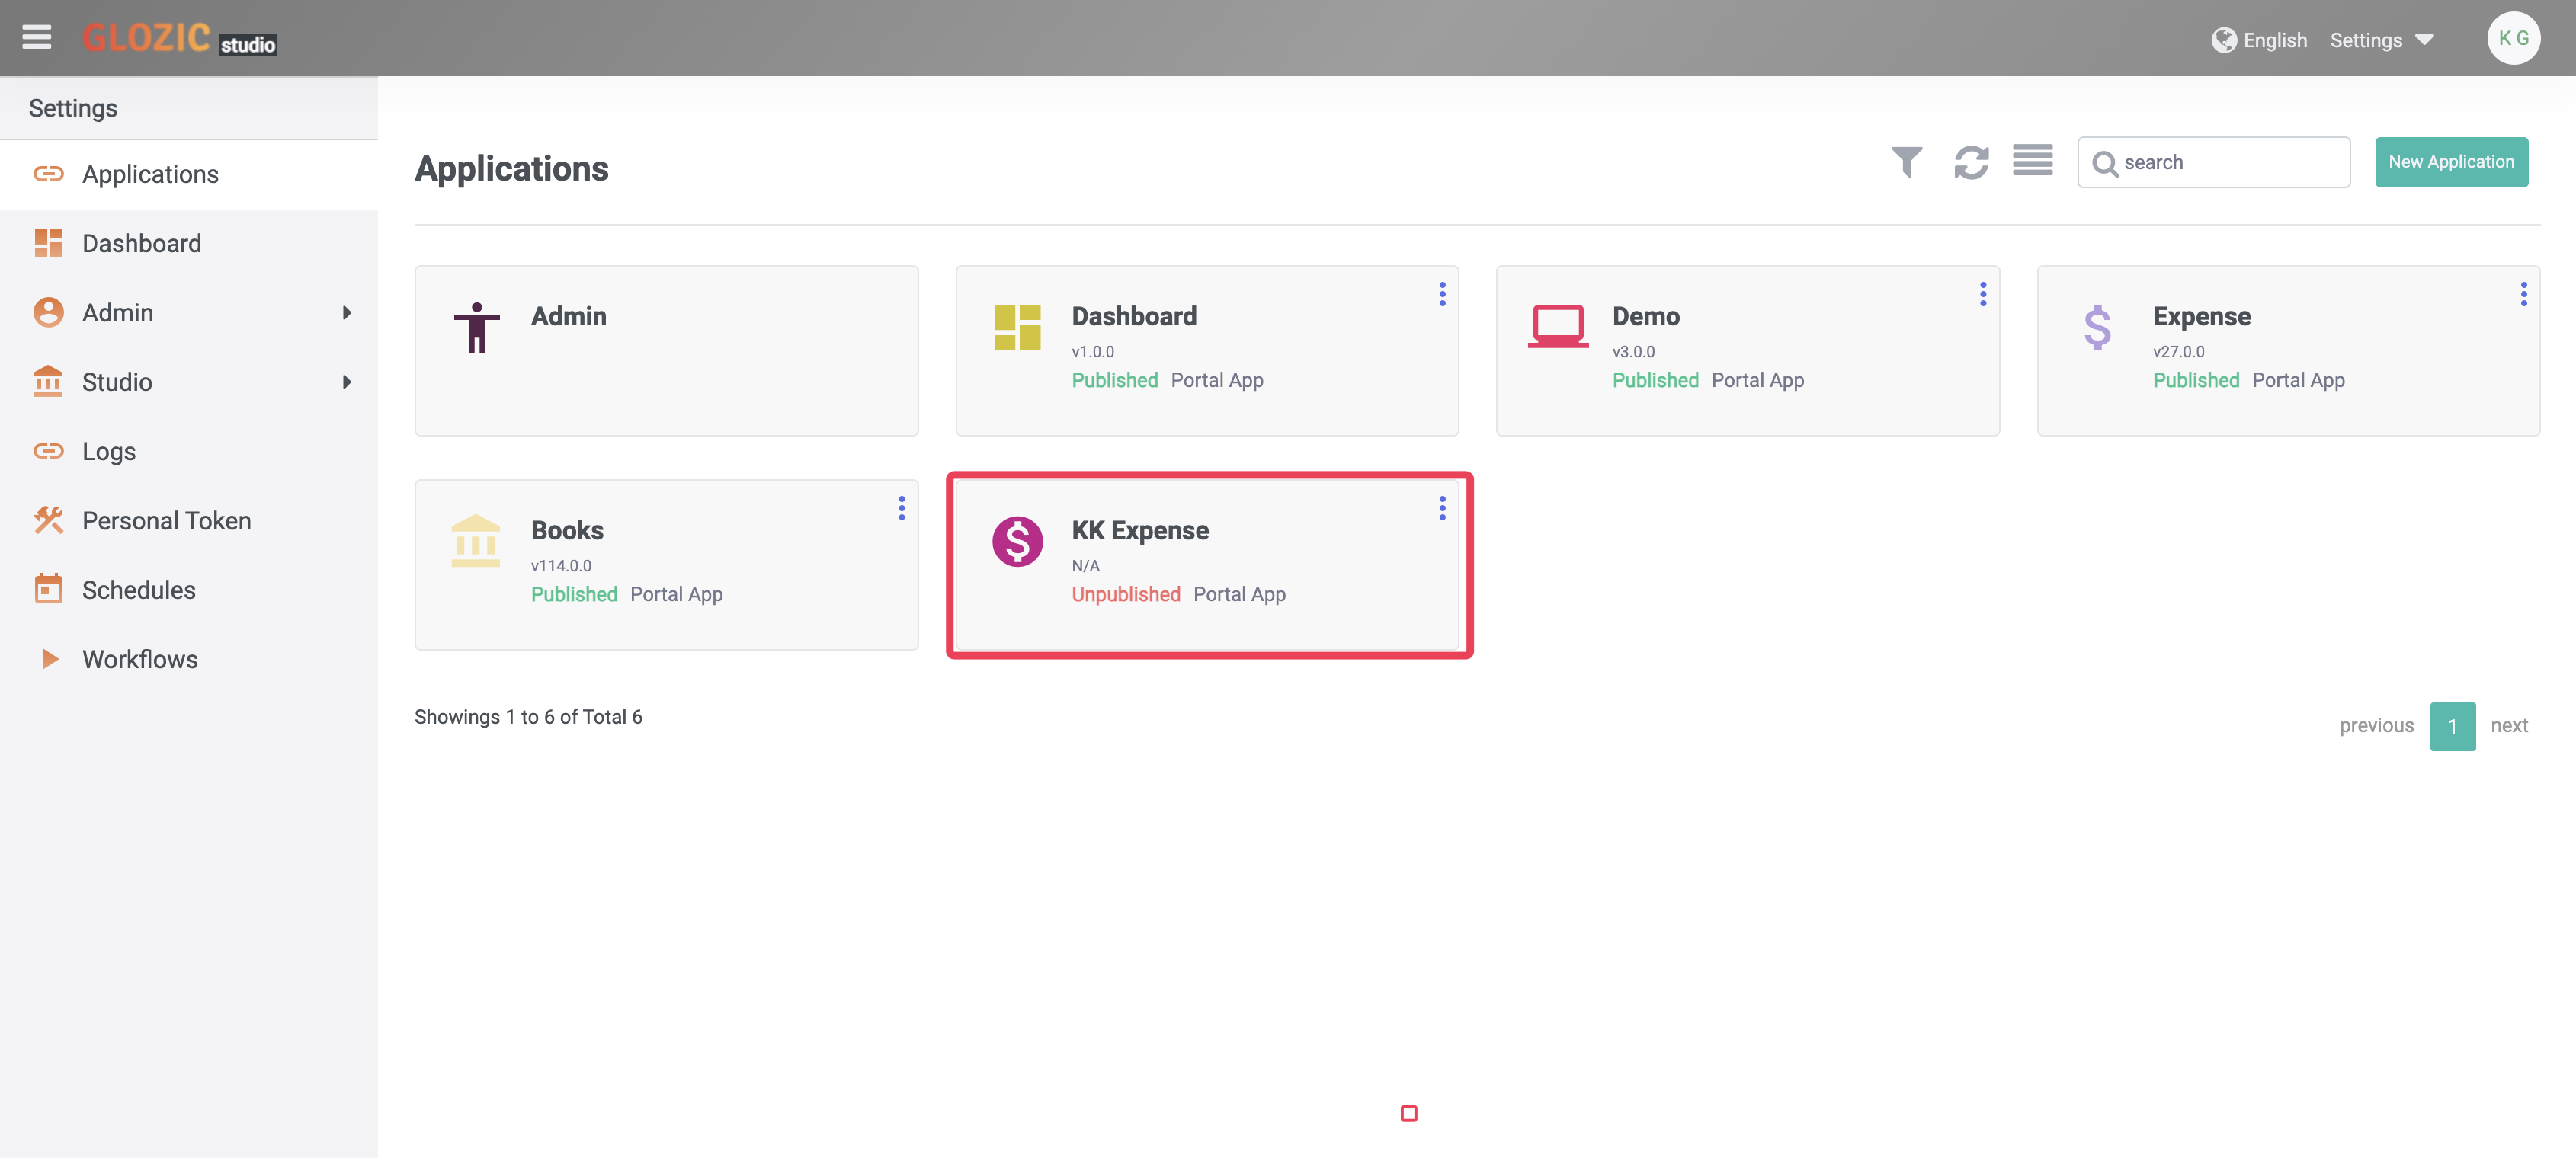 GLOZIC studio
English Settings
K G
Settings
Applications
Dashboard
Admin
Studio
Logs
Personal Token
Schedules
Workflows
Applications
search
New Application
Admin
Dashboard
v1.0.0
Published Portal App
Demo
v3.0.0
Published Portal App
Expense
v27.0.0
Published Portal App
Books
v114.0.0
Published Portal App
KK Expense
N/A
Unpublished Portal App
Showings 1 to 6 of Total 6
previous 1 next